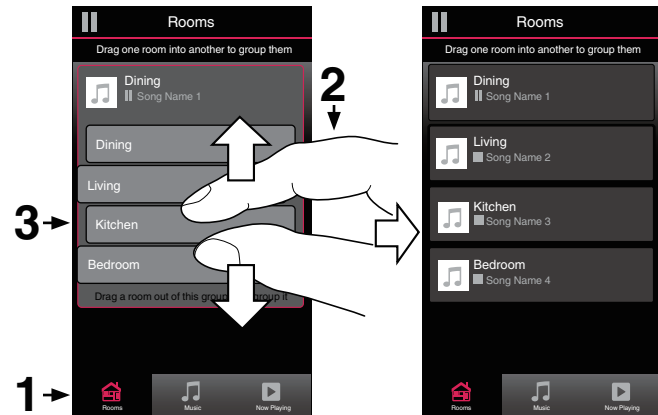 Rooms
Drag one room into another to group them
Dining
Song Name 1
Dining
Living
Kitchen
Bedroom
Drag a room out of this group it
Rooms
Music
Now Playing
2
3
1
Rooms
Drag one room into another to group them
Dining
Song Name 1
Living
Song Name 2
Kitchen
Song Name 3
Bedroom
Song Name 4
Rooms
Music
Now Playing